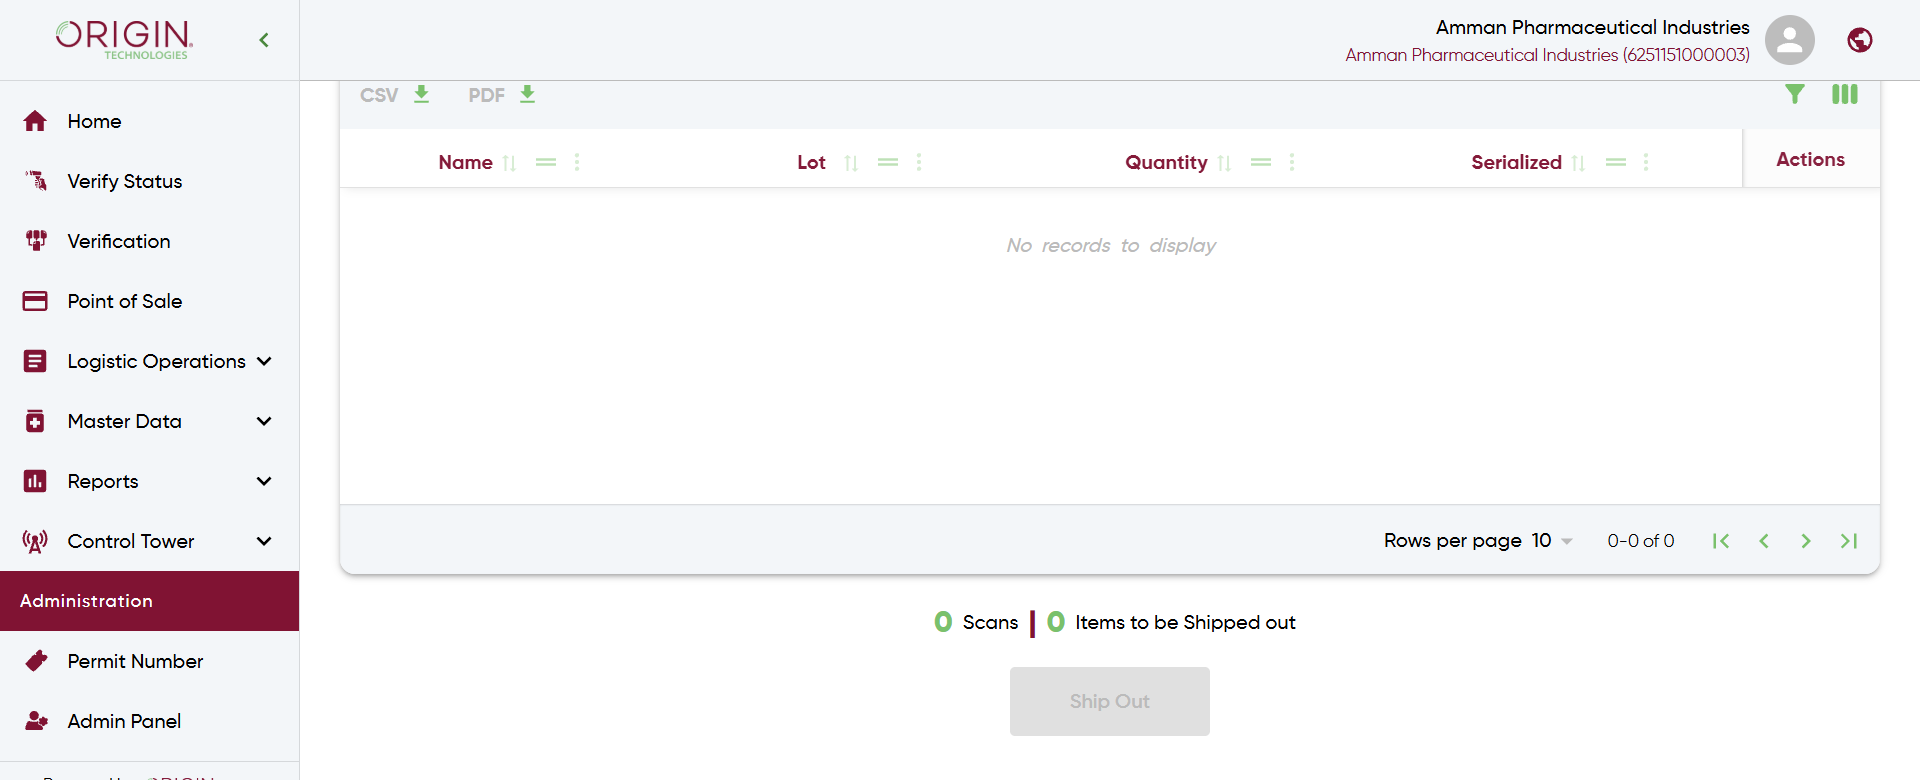 ORIGIN
TECHNOLOGIES
Amman Pharmaceutical Industries
Amman Pharmaceutical Industries (6251151000003)
Home
Verify Status
Verification
Point of Sale
Logistic Operations
Master Data
Reports
Control Tower
Administration
Permit Number
Admin Panel
CSV PDF
Name Lot Quantity Serialized Actions
No records to display
Rows per page 10 0-0 of 0
0 Scans | 0 Items to be Shipped out
Ship Out